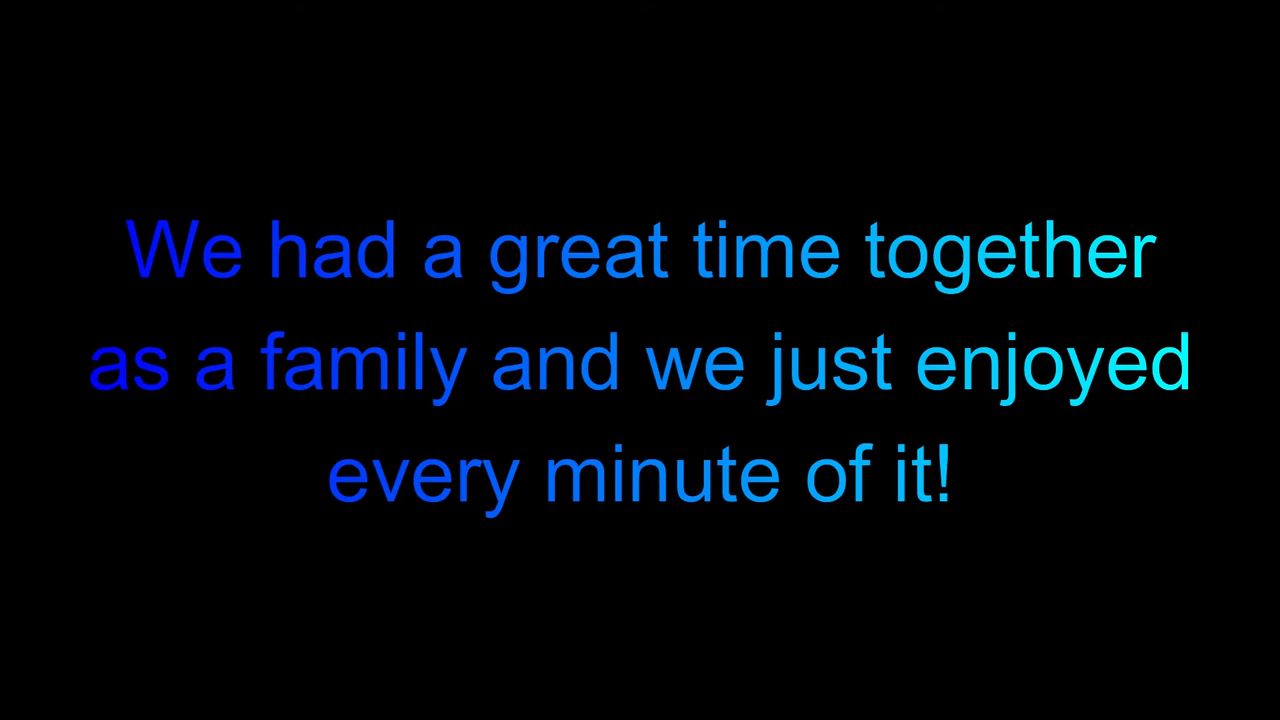 We had a great time together
as a family and we just enjoyed
every minute of it!